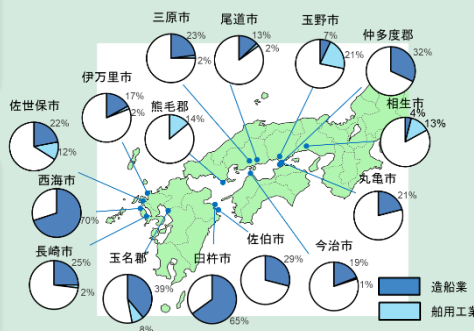 三原市
23%
2%
尾道市
13%
2%
玉野市
7%
21%
仲多度郡
32%
伊万里市
17%
2%
熊毛郡
14%
相生市
4%
13%
佐世保市
22%
12%
西海市
70%
丸亀市
21%
長崎市
25%
2%
玉名郡
39%
8%
臼杵市
65%
佐伯市
29%
今治市
19%
1%
造船業
舶用工